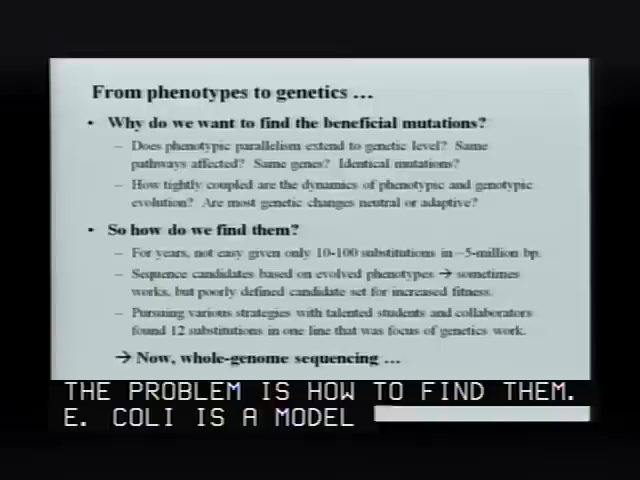 From phenotypes to genetics …
• Why do we want to find the beneficial mutations?
– Does phenotypic parallelism extend to genetic level? Same
pathways affected? Same genes? Identical mutations?
– How tightly coupled are the dynamics of phenotypic and genotypic
evolution? Are most genetic changes neutral or adaptive?
• So how do we find them?
– For years, not easy given only 10-100 substitutions in ~5-million bp.
– Sequence candidates based on evolved phenotypes → sometimes
works, but poorly defined candidate set for increased fitness.
– Pursuing various strategies with talented students and collaborators
found 12 substitutions in one line that was focus of genetics work.
→ Now, whole-genome sequencing …
THE PROBLEM IS HOW TO FIND THEM.
E. COLI IS A MODEL